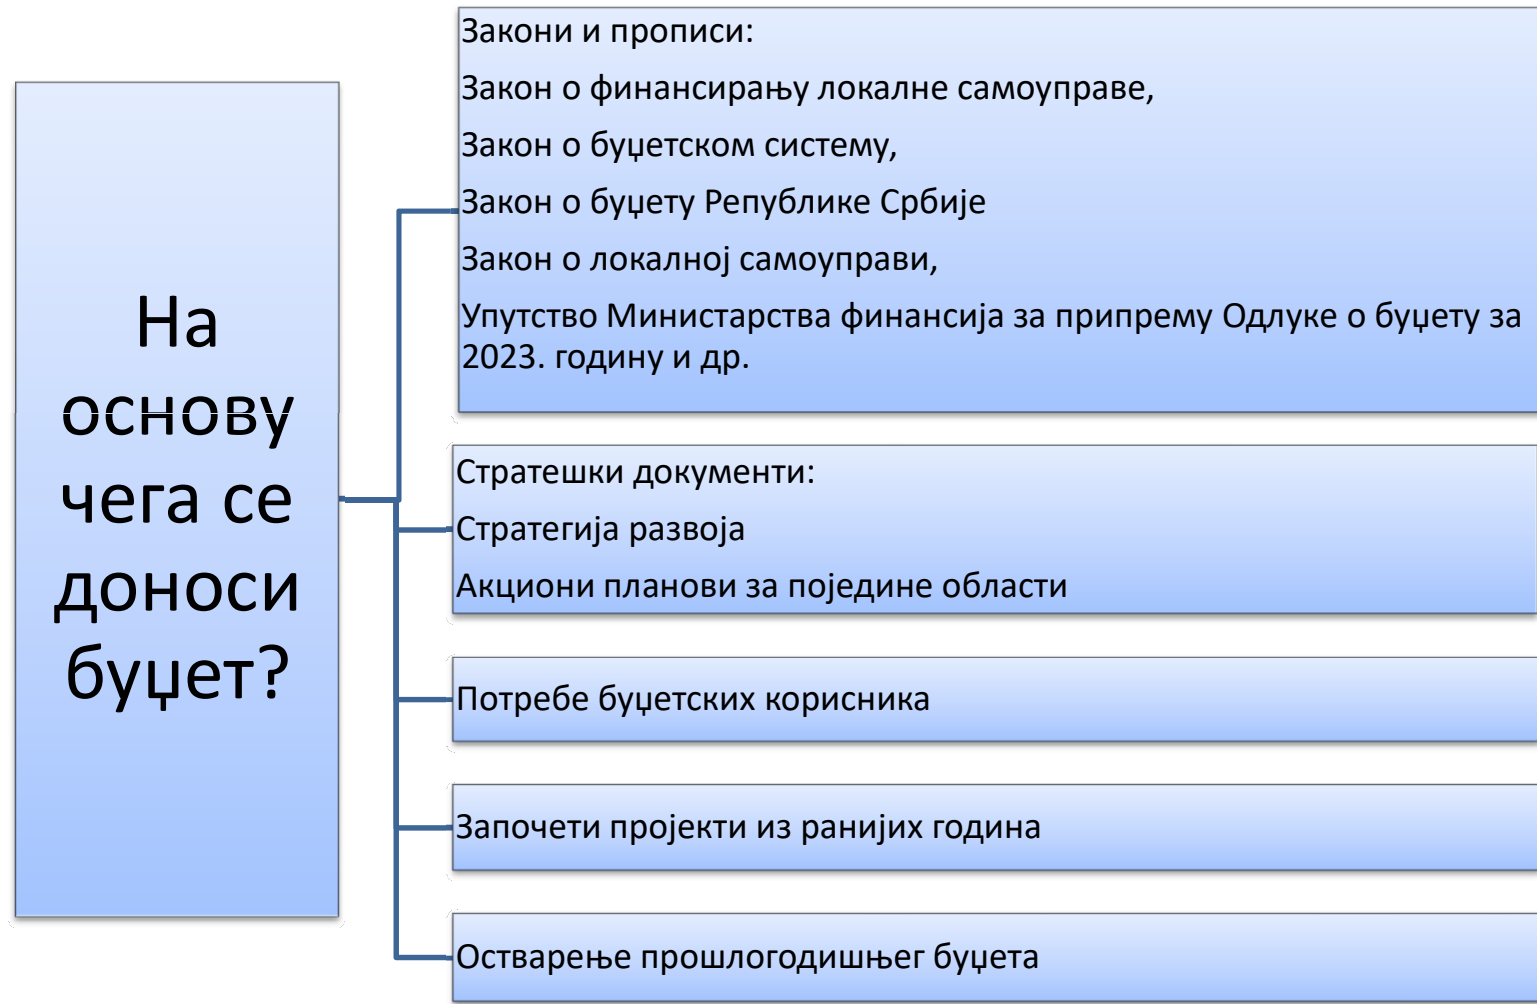 На
основу
чега се
доноси
буџет?
Закони и прописи:
Закон о финансирању локалне самоуправе,
Закон о буџетском систему,
Закон о буџету Републике Србије
Закон о локалној самоуправи,
Упутство Министарства финансија за припрему Одлуке о буџету за
2023. годину и др.
Стратешки документи:
Стратегија развоја
Акциони планови за поједине области
Потребе буџетских корисника
Започети пројекти из ранијих година
Остварење прошлогодишњег буџета